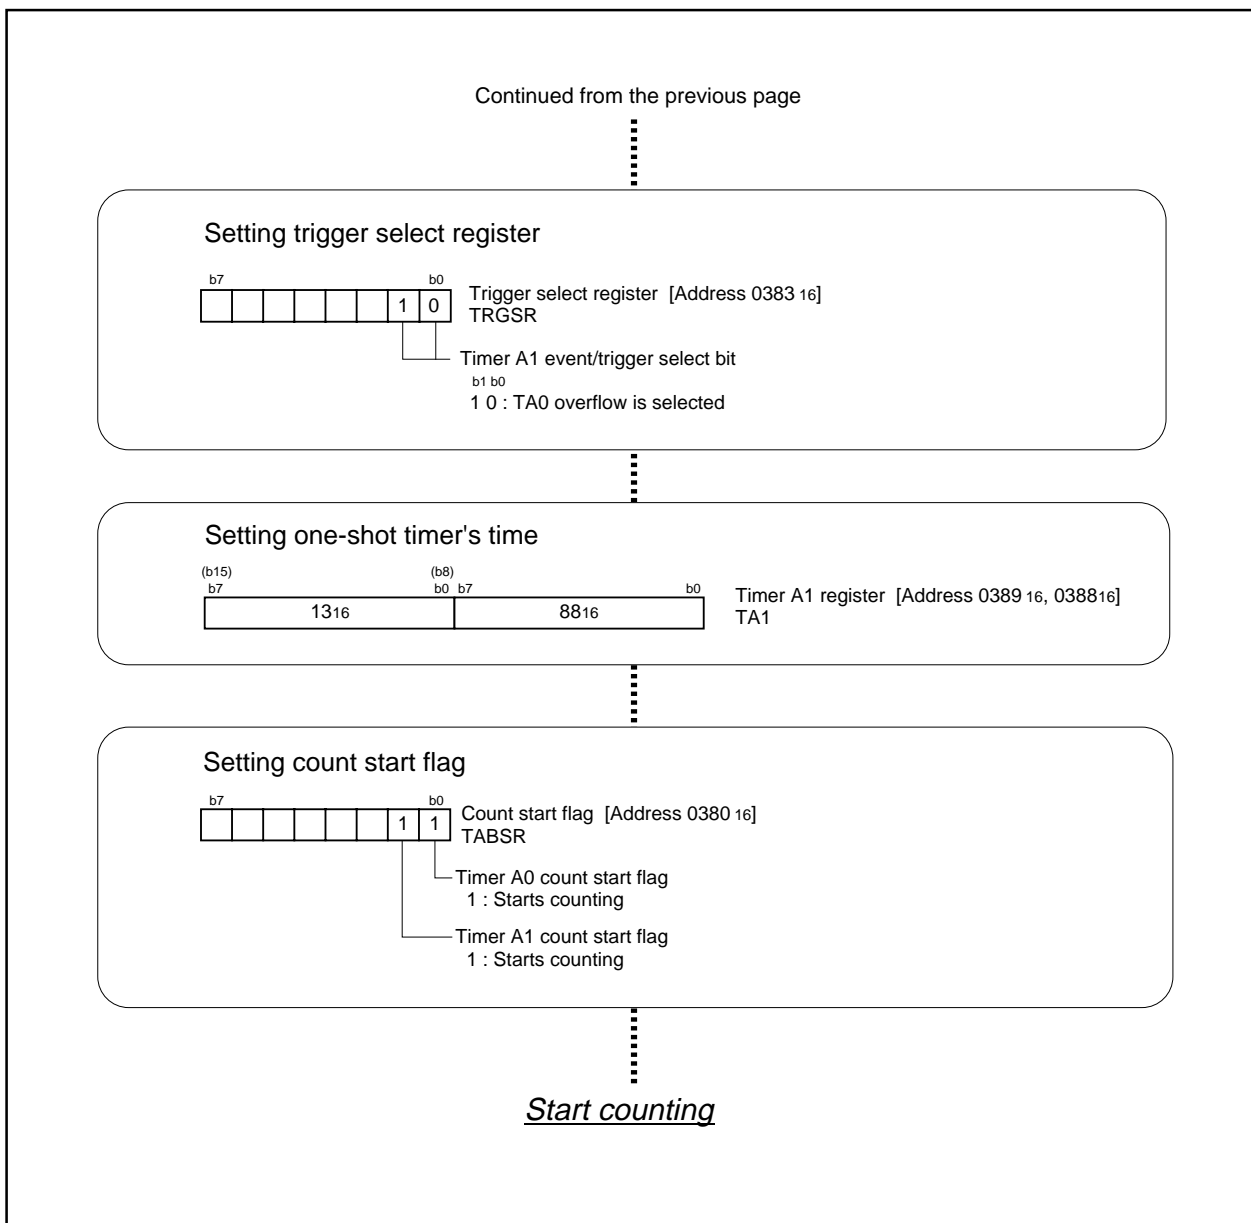 Continued from the previous page
Setting trigger select register
b7 b0
1 0
Trigger select register [Address 0383 16]
TRGSR
Timer A1 event/trigger select bit
b1 b0
1 0 : TA0 overflow is selected
Setting one-shot timer's time
(b15) (b8)
b7 b0 b7 b0
1316 8816
Timer A1 register [Address 0389 16, 038816]
TA1
Setting count start flag
b7 b0
1 1
Count start flag [Address 0380 16]
TABSR
Timer A0 count start flag
1 : Starts counting
Timer A1 count start flag
1 : Starts counting
Start counting